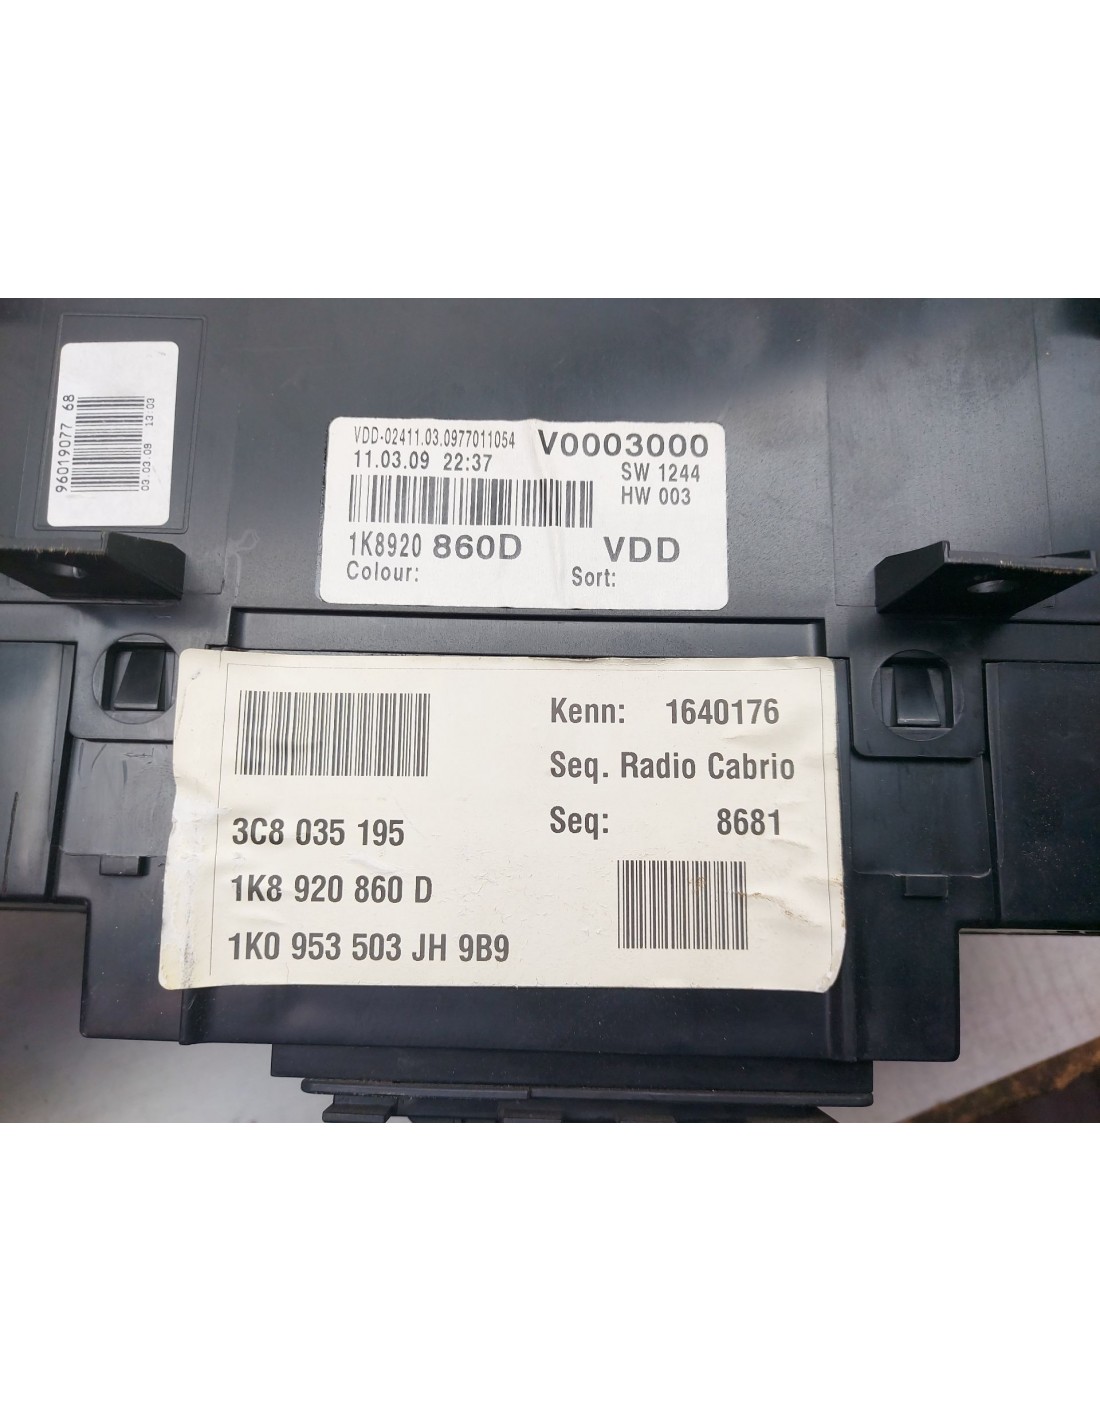 96019077 68
03.03.09 13 03
VDD-02411.03.0977011054 V0003000
11.03.09 22:37 SW 1244
HW 003
1K8920 860D VDD
Colour: Sort:
Kenn: 1640176
Seq. Radio Cabrio
3C8 035 195 Seq: 8681
1K8 920 860 D
1K0 953 503 JH 9B9